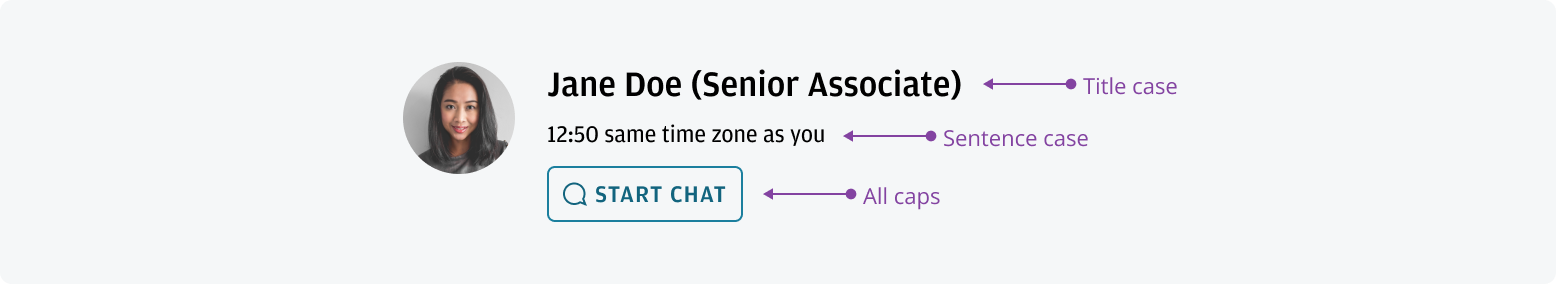 Jane Doe (Senior Associate)
Title case
12:50 same time zone as you
Sentence case
START CHAT
All caps